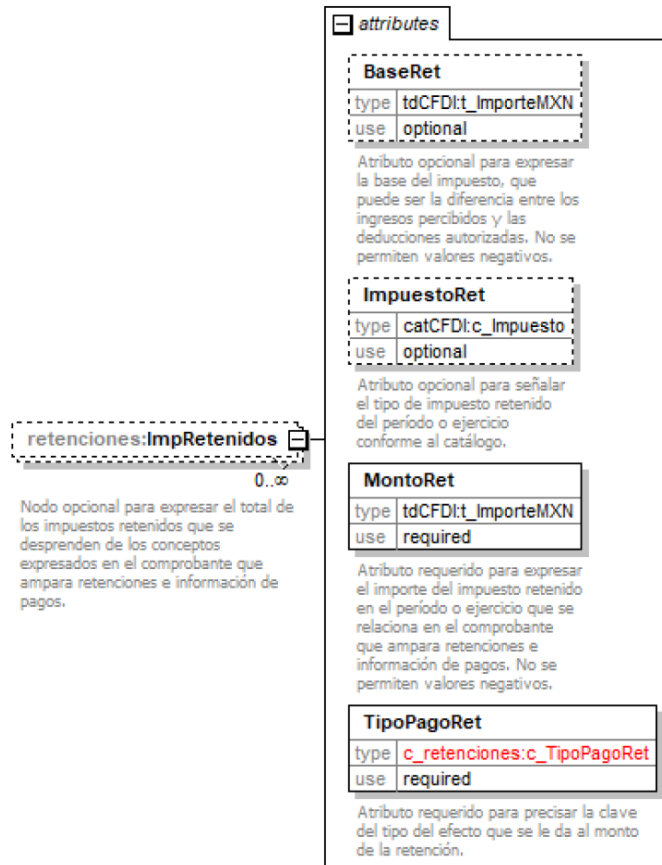 attributes
BaseRet
type tdCFDI:t_ImporteMXN
use optional
Atributo opcional para expresar
la base del impuesto, que
puede ser la diferencia entre los
ingresos percibidos y las
deducciones autorizadas. No se
permiten valores negativos.
ImpuestoRet
type catCFDI:c_Impuesto
use optional
Atributo opcional para señalar
el tipo de impuesto retenido
del período o ejercicio
conforme al catálogo.
retenciones:ImpRetenidos
0..∞
Nodo opcional para expresar el total de
los impuestos retenidos que se
desprenden de los conceptos
expresados en el comprobante que
ampara retenciones e información de
pagos.
MontoRet
type tdCFDI:t_ImporteMXN
use required
Atributo requerido para expresar
el importe del impuesto retenido
en el período o ejercicio que se
relaciona en el comprobante
que ampara retenciones e
información de pagos. No se
permiten valores negativos.
TipoPagoRet
type c_retenciones:c_TipoPagoRet
use required
Atributo requerido para precisar la clave
del tipo del efecto que se le da al monto
de la retención.